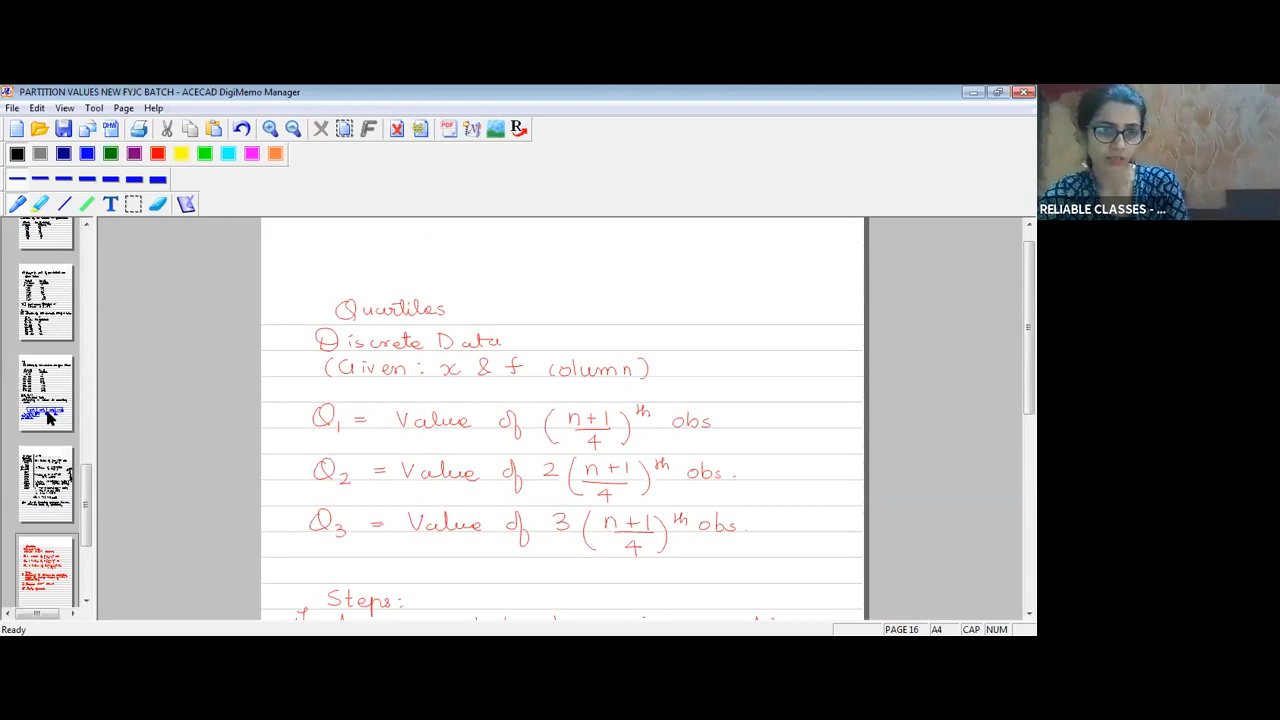 PARTITION VALUES NEW FYJC BATCH - ACECAD DigiMemo Manager
File Edit View Tool Page Help
RELIABLE CLASSES - ...
Quartiles
Discrete Data
(Given: x & f column)
Q₁ = Value of (n+1/4)ᵗʰ obs
Q₂ = Value of 2(n+1/4)ᵗʰ obs.
Q₃ = Value of 3(n+1/4)ᵗʰ obs.
Steps:
Ready PAGE 16 A4 CAP NUM